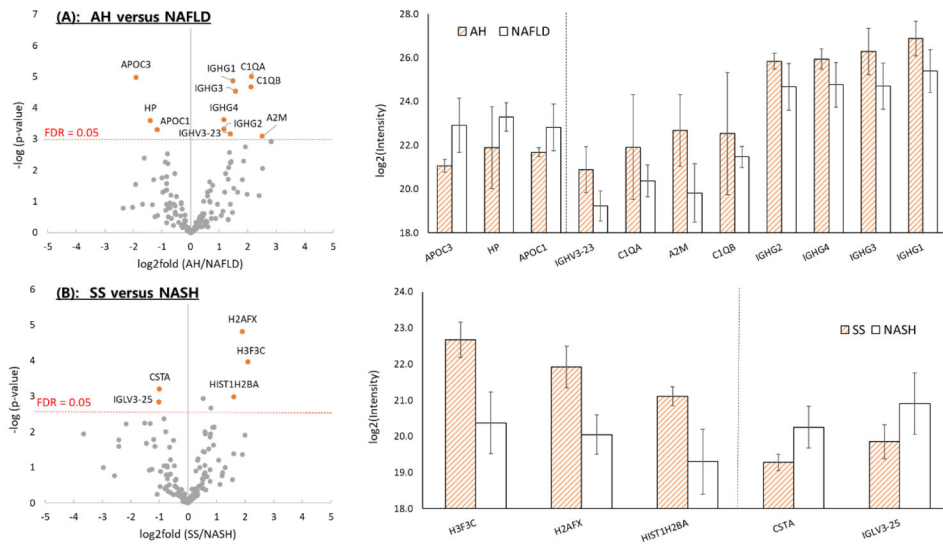 (A): AH versus NAFLD
-7
-6
-5
-4
-3
-2
-1
0
-log (p-value)
APOC3
IGHG1
C1QA
IGHG3
C1QB
HP
APOC1
IGHG4
IGHG2
IGHV3-23
A2M
FDR = 0.05
-5 -4 -3 -2 -1 0 1 2 3 4 5
log2fold (AH/NAFLD)
AH NAFLD
28.0
26.0
24.0
22.0
20.0
18.0
log2(Intensity)
APOC3 HP APOC1 IGHV3-23 C1QA A2M C1QB IGHG2 IGHG4 IGHG3 IGHG1
(B): SS versus NASH
6
5
4
3
2
1
0
-log (p-value)
H2AFX
H3F3C
CSTA
HIST1H2BA
IGLV3-25
FDR = 0.05
-5 -4 -3 -2 -1 0 1 2 3 4 5
log2fold (SS/NASH)
SS NASH
24.0
23.0
22.0
21.0
20.0
19.0
18.0
log2(Intensity)
H3F3C H2AFX HIST1H2BA CSTA IGLV3-25